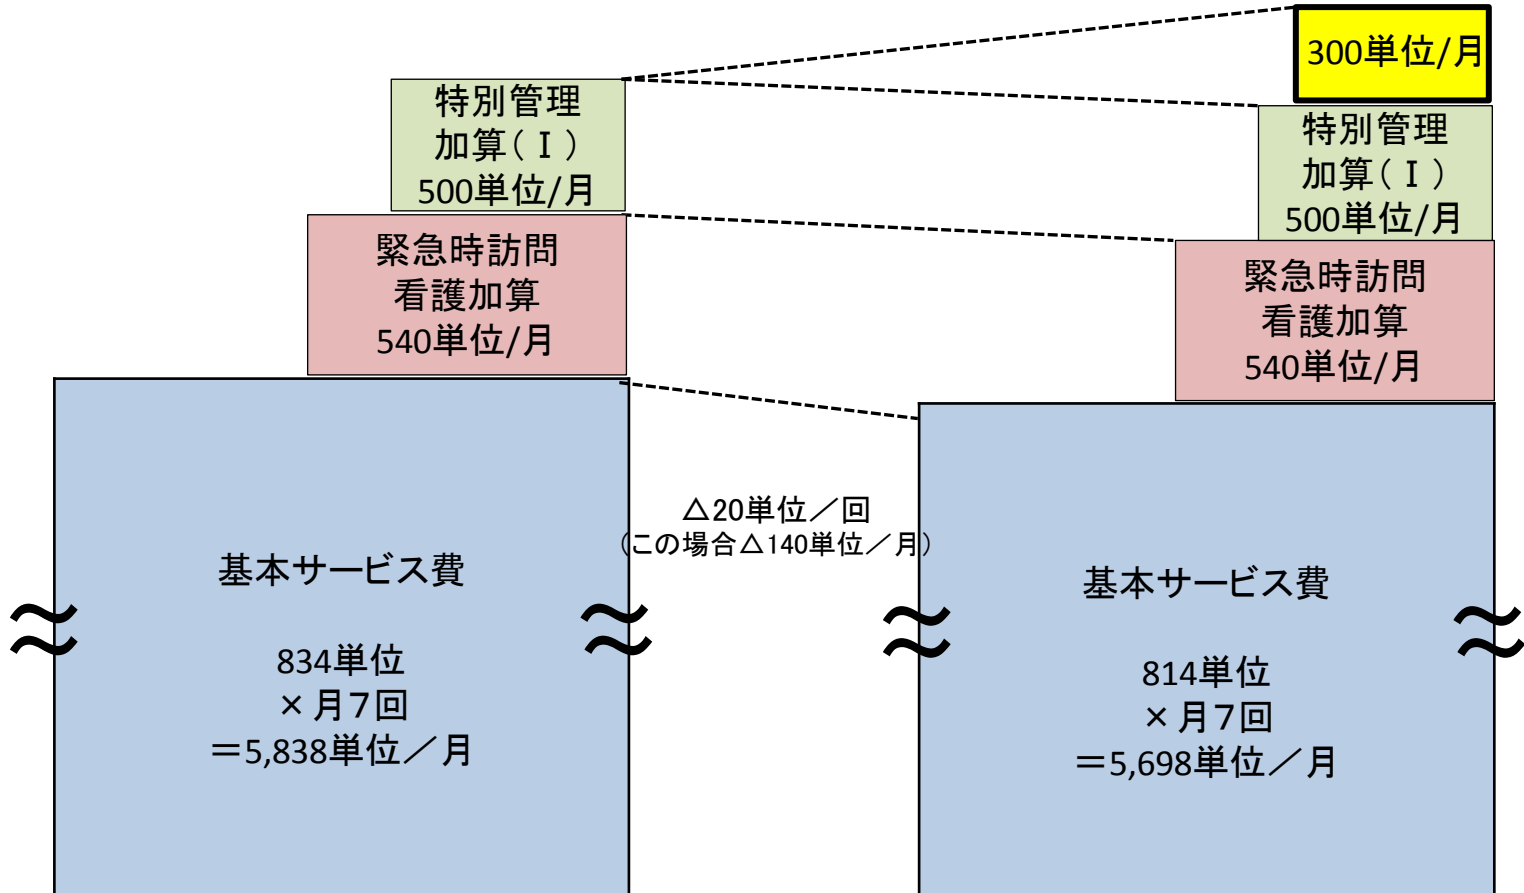 特別管理
加算(Ⅰ)
500単位/月
緊急時訪問
看護加算
540単位/月
基本サービス費
834単位
×月7回
＝5,838単位／月
△20単位／回
(この場合△140単位／月)
300単位/月
特別管理
加算(Ⅰ)
500単位/月
緊急時訪問
看護加算
540単位/月
基本サービス費
814単位
×月7回
＝5,698単位／月